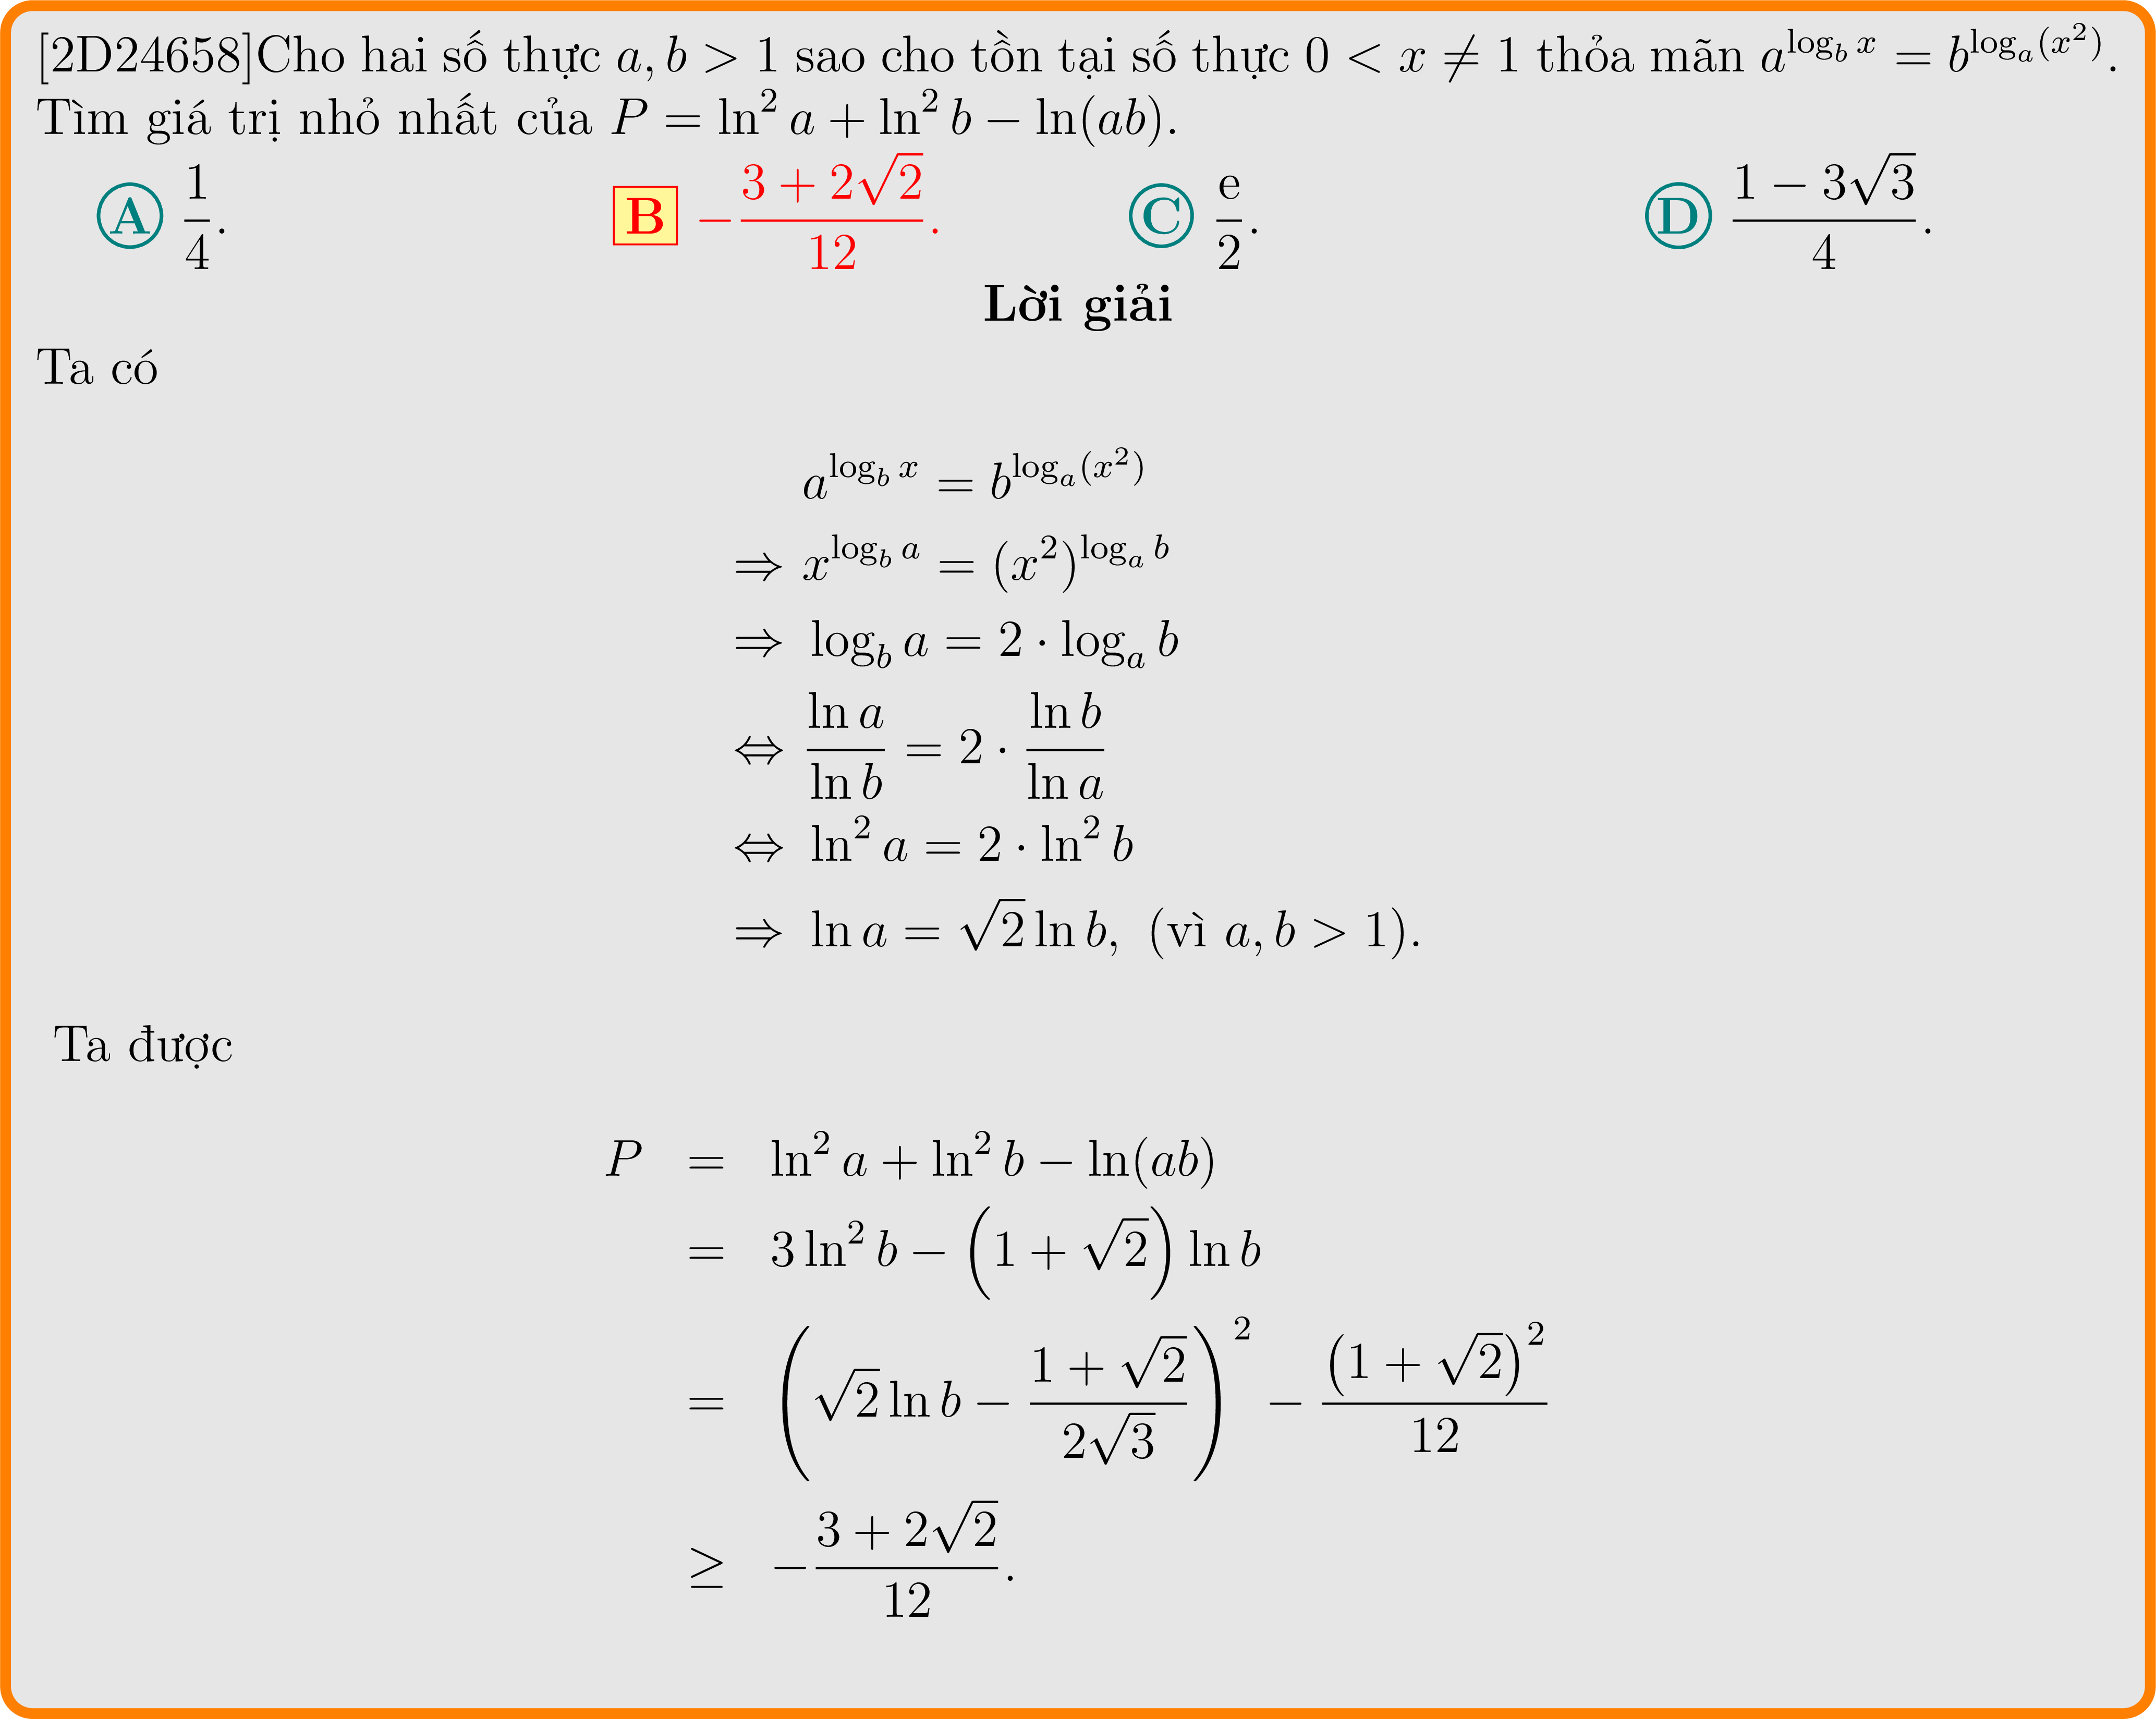 [2D24658]Cho hai số thực $a, b > 1$ sao cho tồn tại số thực $0 < x \neq 1$ thỏa mãn $a^{\log_b x} = b^{\log_a (x^2)}$.
Tìm giá trị nhỏ nhất của $P = \ln^2 a + \ln^2 b - \ln(ab)$.
A $\frac{1}{4}$. B $-\frac{3 + 2\sqrt{2}}{12}$. C $\frac{\mathrm{e}}{2}$. D $\frac{1 - 3\sqrt{3}}{4}$.
Lời giải
Ta có
$a^{\log_b x} = b^{\log_a (x^2)}$
$\Rightarrow x^{\log_b a} = (x^2)^{\log_a b}$
$\Rightarrow \log_b a = 2 \cdot \log_a b$
$\Leftrightarrow \frac{\ln a}{\ln b} = 2 \cdot \frac{\ln b}{\ln a}$
$\Leftrightarrow \ln^2 a = 2 \cdot \ln^2 b$
$\Rightarrow \ln a = \sqrt{2} \ln b$, (vì $a, b > 1$).
Ta được
$P = \ln^2 a + \ln^2 b - \ln(ab)$
$= 3 \ln^2 b - \left(1 + \sqrt{2}\right) \ln b$
$= \left(\sqrt{2} \ln b - \frac{1 + \sqrt{2}}{2\sqrt{3}}\right)^2 - \frac{\left(1 + \sqrt{2}\right)^2}{12}$
$\geq -\frac{3 + 2\sqrt{2}}{12}$.